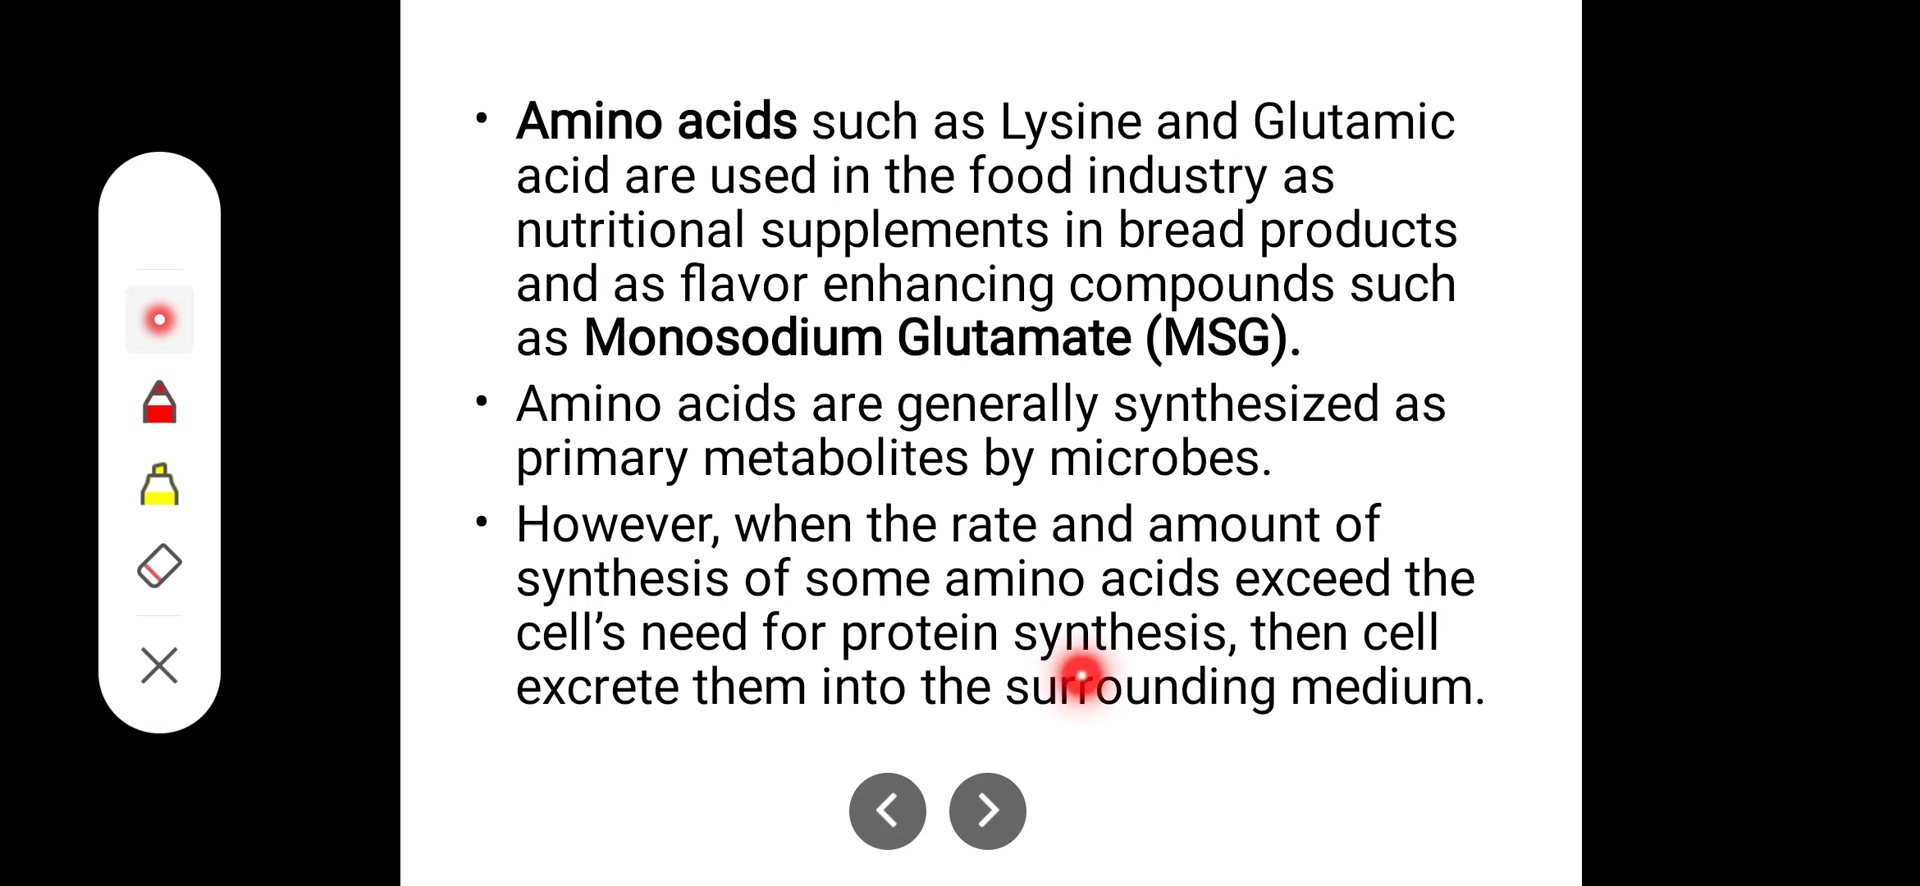 • Amino acids such as Lysine and Glutamic
acid are used in the food industry as
nutritional supplements in bread products
and as flavor enhancing compounds such
as Monosodium Glutamate (MSG).
• Amino acids are generally synthesized as
primary metabolites by microbes.
• However, when the rate and amount of
synthesis of some amino acids exceed the
cell’s need for protein synthesis, then cell
excrete them into the surrounding medium.